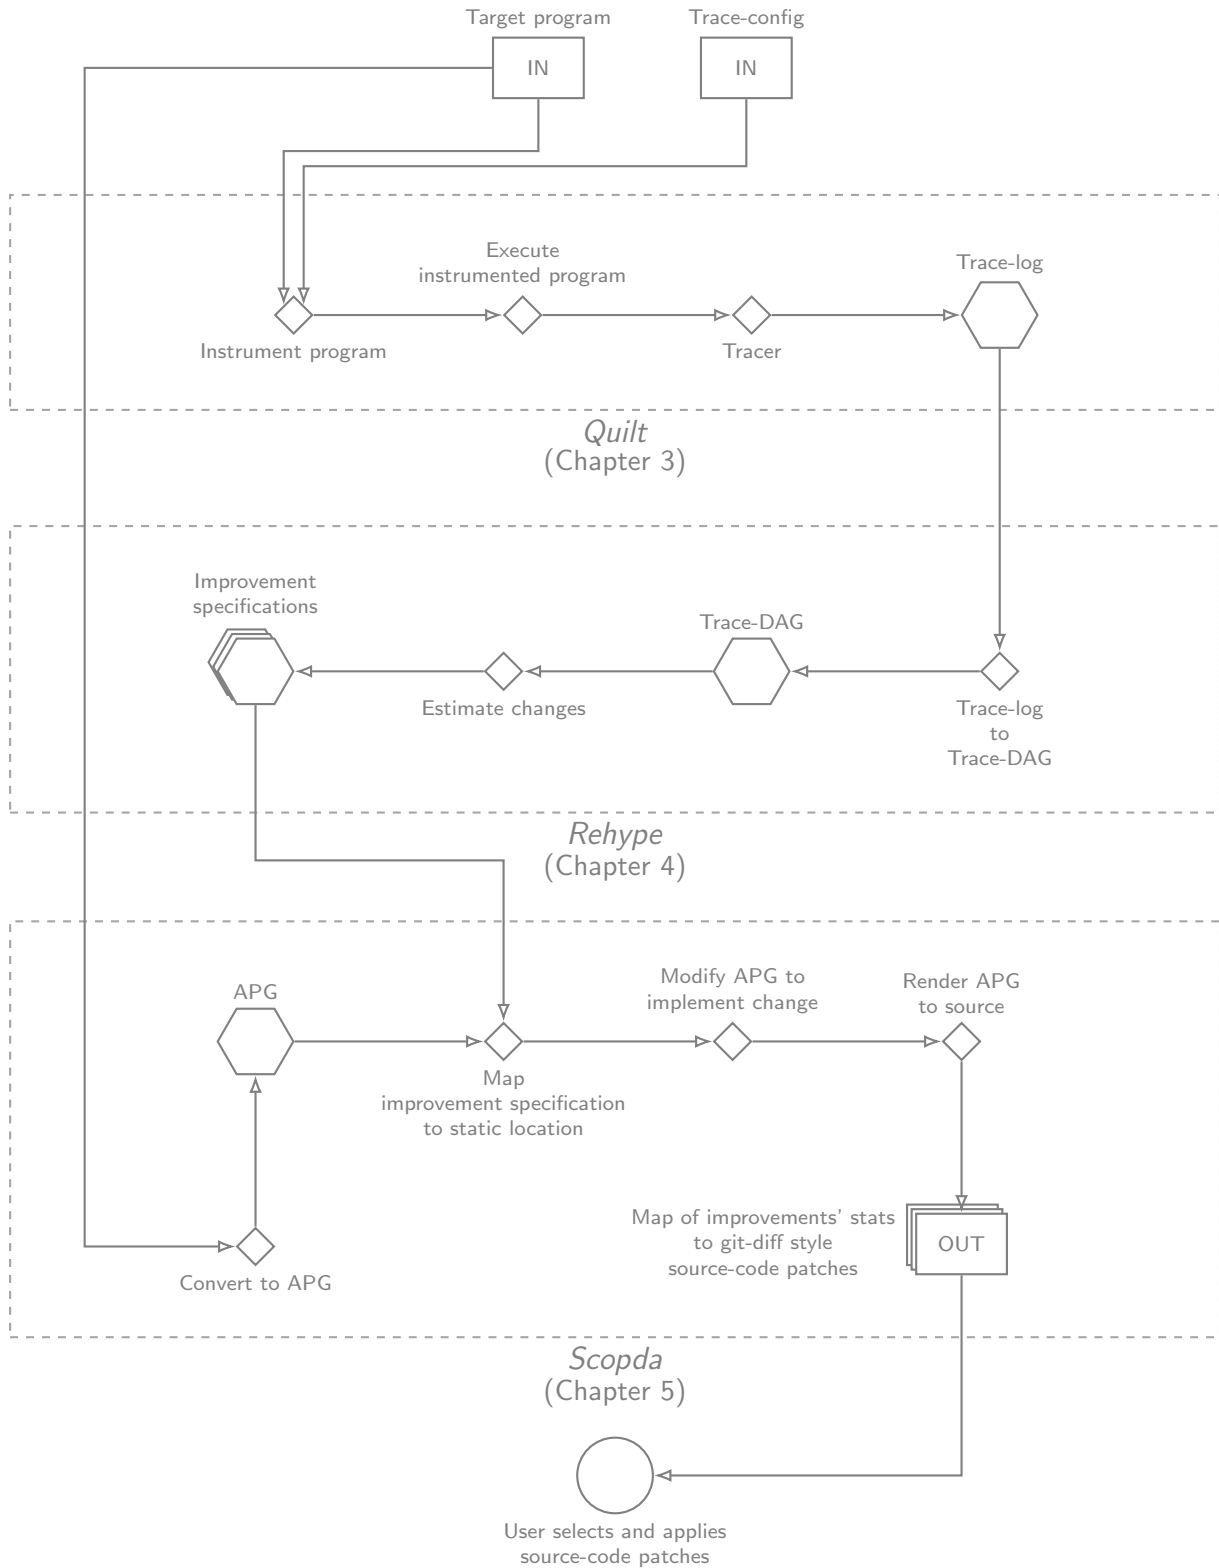 Target program
Trace-config
IN
IN
Execute
instrumented program
Trace-log
Instrument program
Tracer
Quilt
(Chapter 3)
Improvement
specifications
Trace-DAG
Estimate changes
Trace-log
to
Trace-DAG
Rehype
(Chapter 4)
APG
Modify APG to
implement change
Render APG
to source
Map
improvement specification
to static location
Map of improvements’ stats
to git-diff style
source-code patches
OUT
Convert to APG
Scopda
(Chapter 5)
User selects and applies
source-code patches